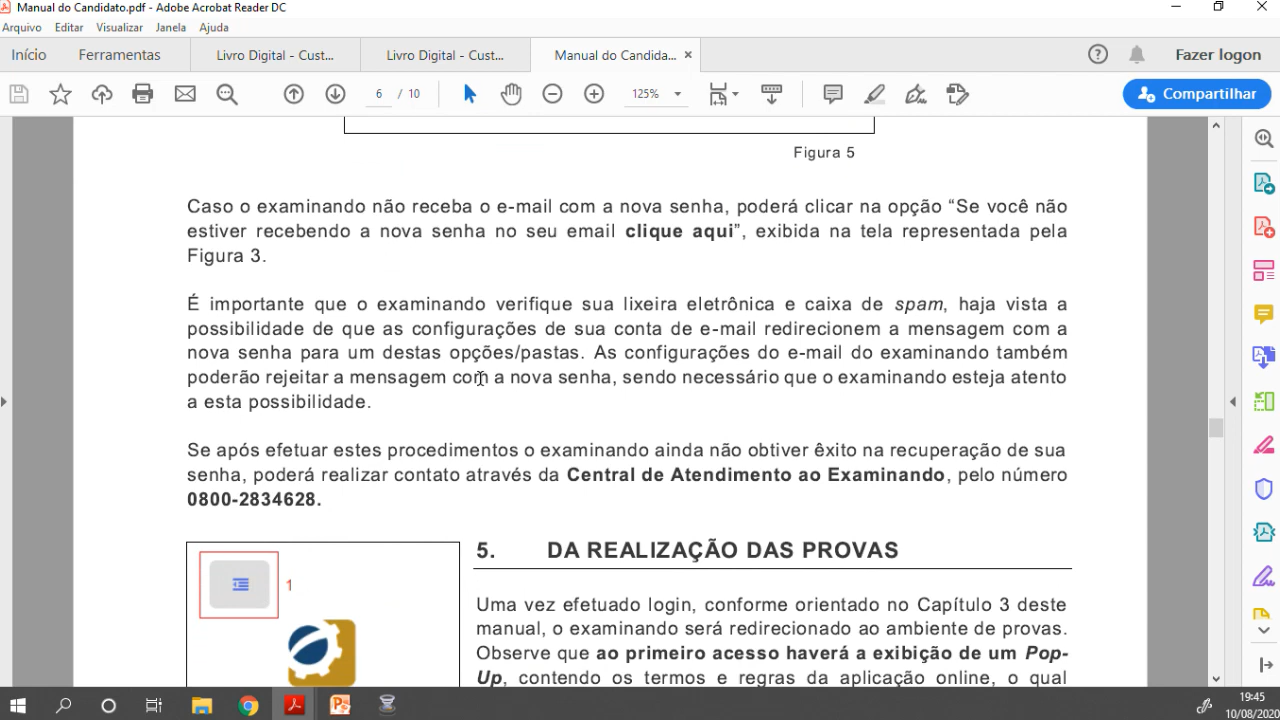 Manual do Candidato.pdf - Adobe Acrobat Reader DC
Arquivo Editar Visualizar Janela Ajuda
Início Ferramentas Livro Digital - Cust... Livro Digital - Cust... Manual do Candida... × Fazer logon
6 / 10 125% Compartilhar
Figura 5
Caso o examinando não receba o e-mail com a nova senha, poderá clicar na opção “Se você não
estiver recebendo a nova senha no seu email clique aqui”, exibida na tela representada pela
Figura 3.
É importante que o examinando verifique sua lixeira eletrônica e caixa de spam, haja vista a
possibilidade de que as configurações de sua conta de e-mail redirecionem a mensagem com a
nova senha para um destas opções/pastas. As configurações do e-mail do examinando também
poderão rejeitar a mensagem com a nova senha, sendo necessário que o examinando esteja atento
a esta possibilidade.
Se após efetuar estes procedimentos o examinando ainda não obtiver êxito na recuperação de sua
senha, poderá realizar contato através da Central de Atendimento ao Examinando, pelo número
0800-2834628.
1
5. DA REALIZAÇÃO DAS PROVAS
Uma vez efetuado login, conforme orientado no Capítulo 3 deste
manual, o examinando será redirecionado ao ambiente de provas.
Observe que ao primeiro acesso haverá a exibição de um Pop-
Up, contendo os termos e regras da aplicação online, o qual
19:45
10/08/2020